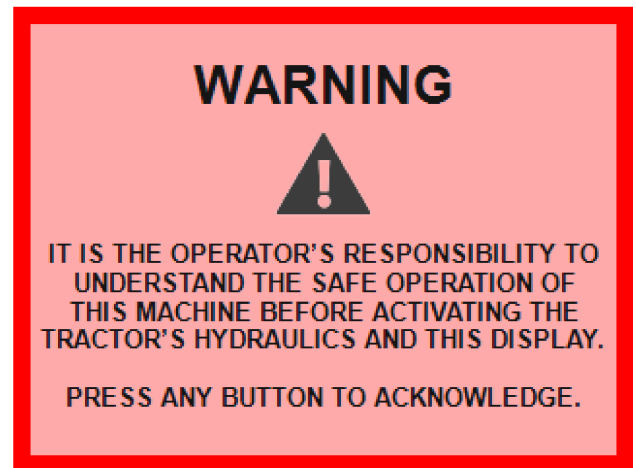 WARNING
!
IT IS THE OPERATOR'S RESPONSIBILITY TO
UNDERSTAND THE SAFE OPERATION OF
THIS MACHINE BEFORE ACTIVATING THE
TRACTOR'S HYDRAULICS AND THIS DISPLAY.
PRESS ANY BUTTON TO ACKNOWLEDGE.